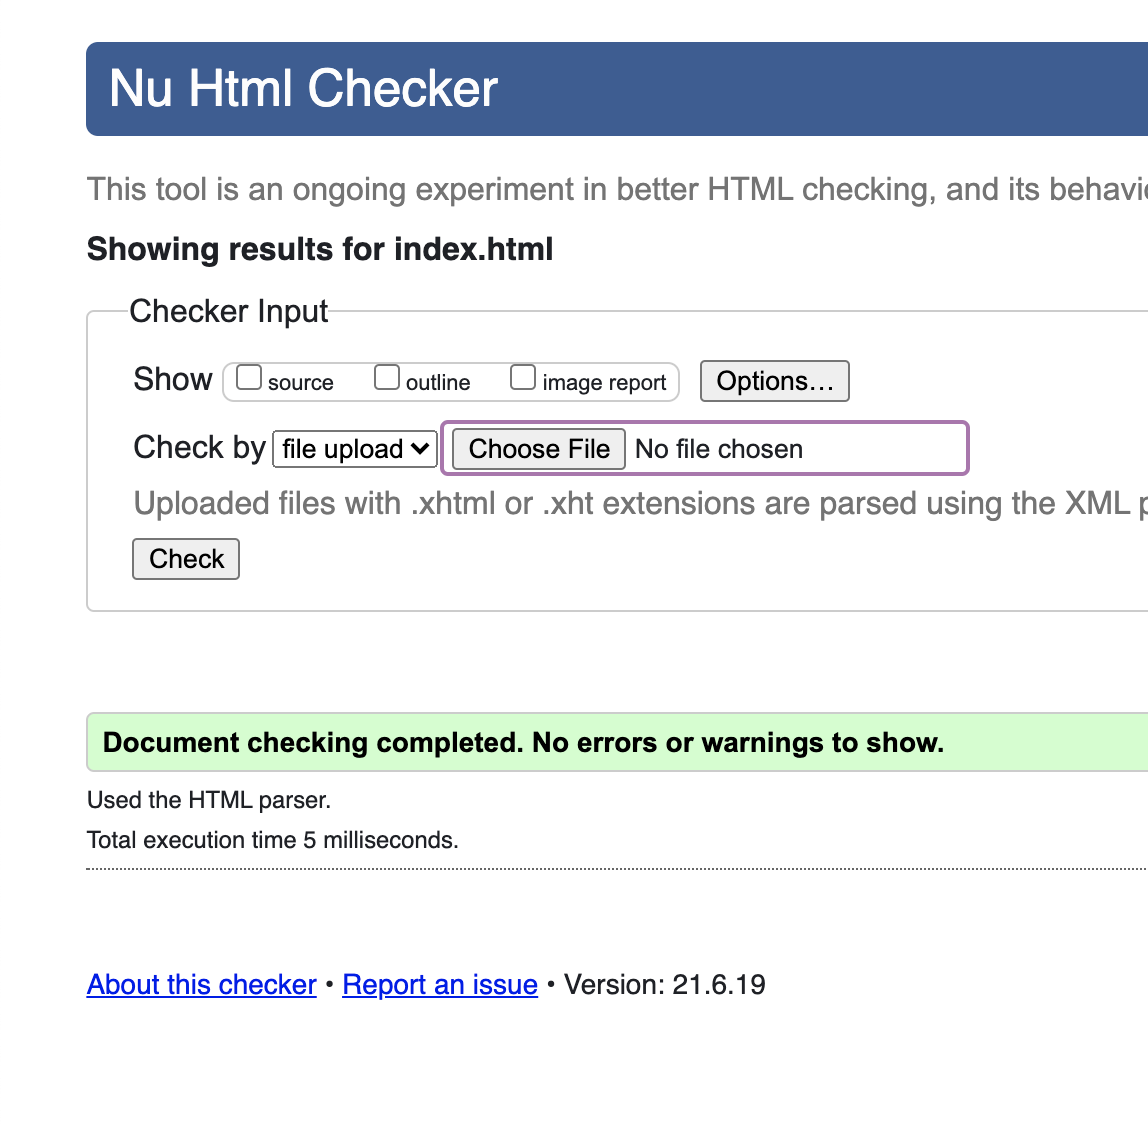 Nu Html Checker
This tool is an ongoing experiment in better HTML checking, and its
Showing results for index.html
Checker Input
Show source outline image report Options…
Check by file upload Choose File No file chosen
Uploaded files with .xhtml or .xht extensions are parsed using the XML
Check
Document checking completed. No errors or warnings to show.
Used the HTML parser.
Total execution time 5 milliseconds.
About this checker • Report an issue • Version: 21.6.19